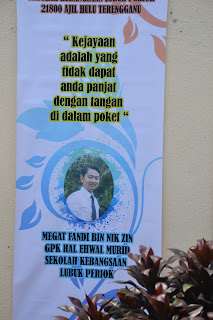 21800 AJIL HULU TERENGGANU
“ Kejayaan
adalah yang
tidak dapat
anda panjat
dengan tangan
di dalam poket “
MEGAT FANDI BIN NIK ZIN
GPK HAL EHWAL MURID
SEKOLAH KEBANGSAAN
LUBUK PERIOK